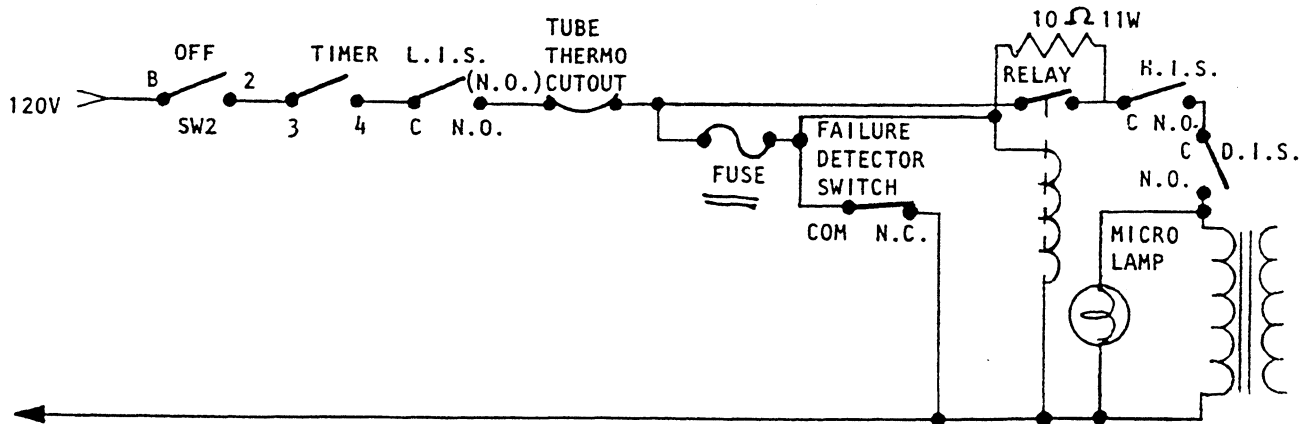 10 Ω 11W
TUBE
THERMO
CUTOUT
OFF
TIMER
L.I.S.
(N.O.)
RELAY
H.I.S.
B
2
120V
SW2
3
4
C
N.O.
C
N.O.
C
D.I.S.
N.O.
FUSE
FAILURE
DETECTOR
SWITCH
COM
N.C.
MICRO
LAMP